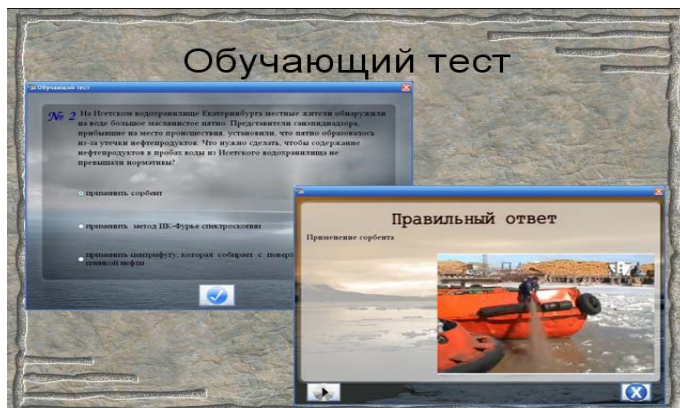 Обучающий тест
Обучающий тест
№ 2 На Исетском водохранилище Екатеринбурга местные жители обнаружили
на воде большое маслянистое пятно. Представители санэпиднадзора,
прибывшие на место происшествия, установили, что пятно образовалось
из-за утечки нефтепродуктов. Что нужно сделать, чтобы содержание
нефтепродуктов в пробах воды из Исетского водохранилища не
превышали нормативы?
применить сорбент
применить метод ИК-Фурье спектроскопии
применить центрифугу, которая собирает с
пленкой нефти
Правильный ответ
Применение сорбента